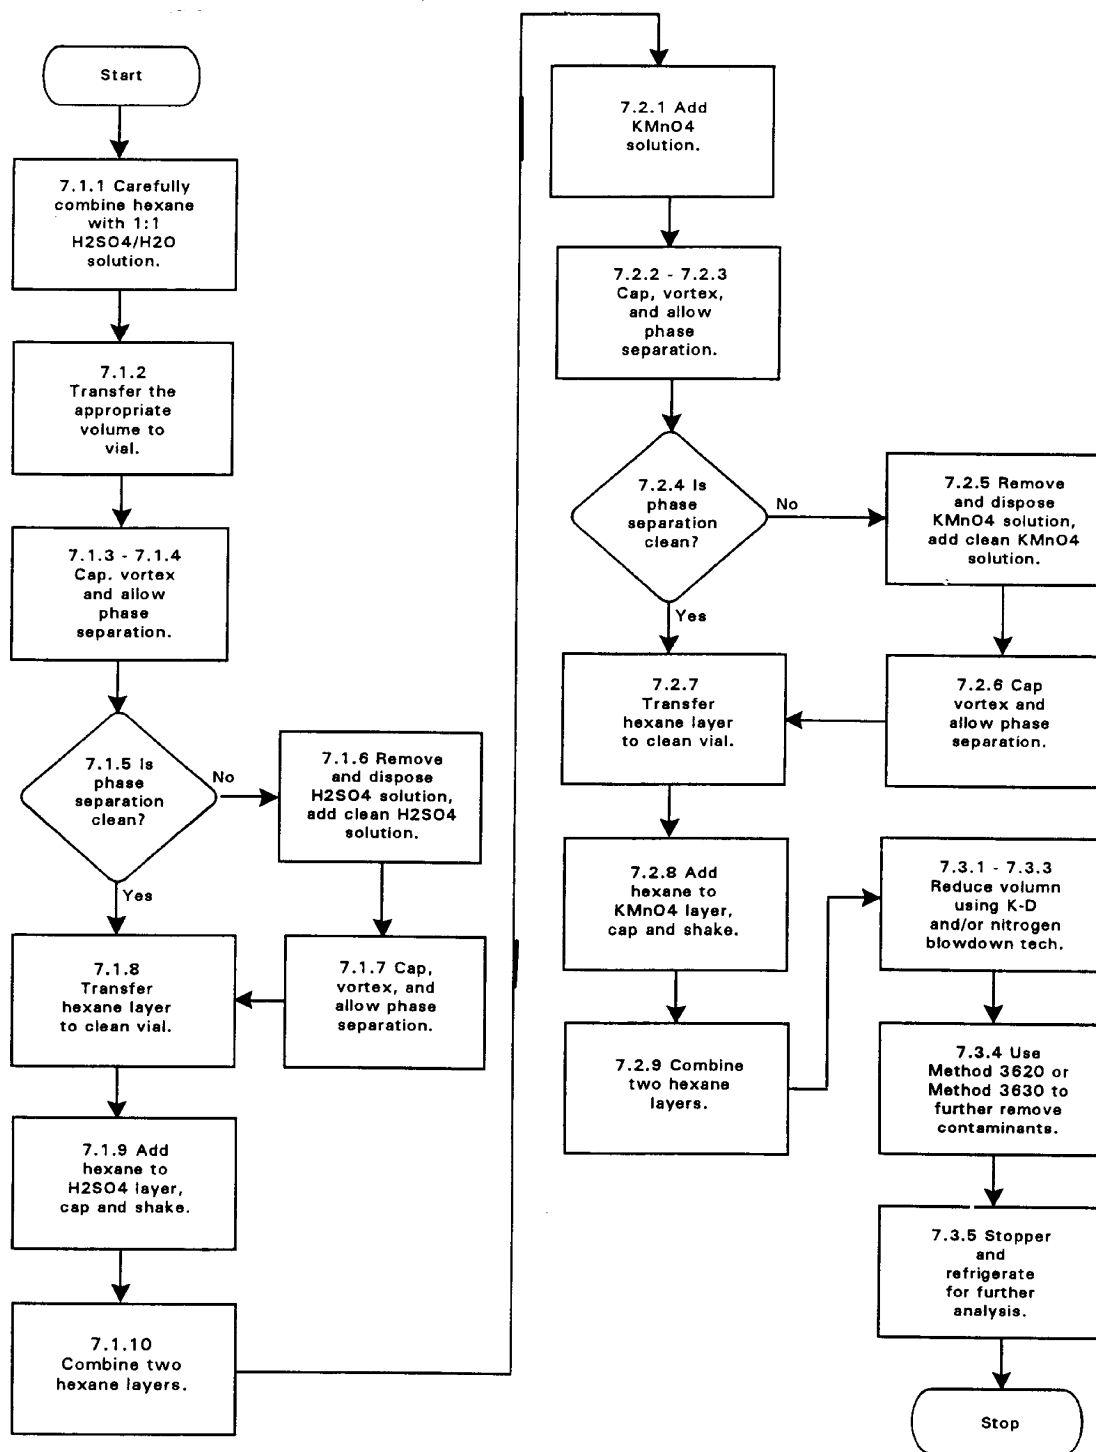 Start
7.1.1 Carefully
combine hexane
with 1:1
H2SO4/H2O
solution.
7.1.2
Transfer the
appropriate
volume to
vial.
7.1.3 - 7.1.4
Cap. vortex
and allow
phase
separation.
7.1.5 Is
phase
separation
clean?
No
Yes
7.1.6 Remove
and dispose
H2SO4 solution,
add clean H2SO4
solution.
7.1.7 Cap,
vortex, and
allow phase
separation.
7.1.8
Transfer
hexane layer
to clean vial.
7.1.9 Add
hexane to
H2SO4 layer,
cap and shake.
7.1.10
Combine two
hexane layers.
7.2.1 Add
KMnO4
solution.
7.2.2 - 7.2.3
Cap, vortex,
and allow
phase
separation.
7.2.4 Is
phase
separation
clean?
No
Yes
7.2.5 Remove
and dispose
KMnO4 solution,
add clean KMnO4
solution.
7.2.6 Cap
vortex and
allow phase
separation.
7.2.7
Transfer
hexane layer
to clean vial.
7.2.8 Add
hexane to
KMnO4 layer,
cap and shake.
7.2.9 Combine
two hexane
layers.
7.3.1 - 7.3.3
Reduce volumn
using K-D
and/or nitrogen
blowdown tech.
7.3.4 Use
Method 3620 or
Method 3630 to
further remove
contaminants.
7.3.5 Stopper
and
refrigerate
for further
analysis.
Stop